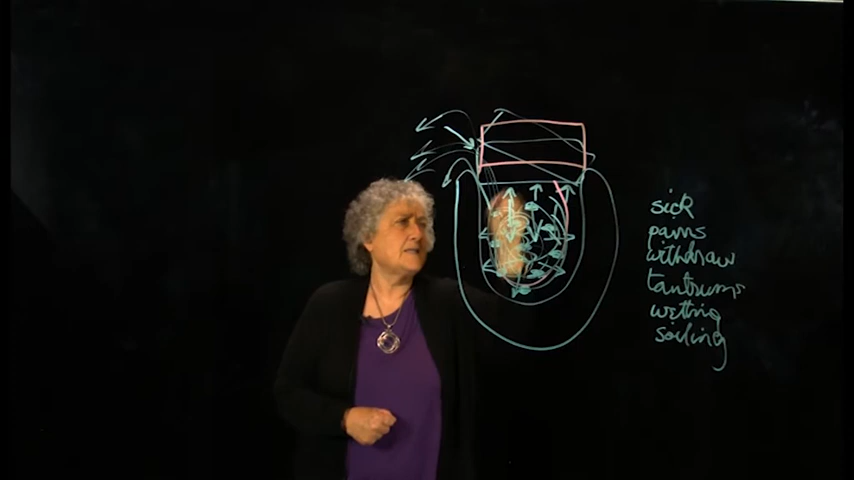 sick
pains
withdraw
tantrums
wetting
soiling